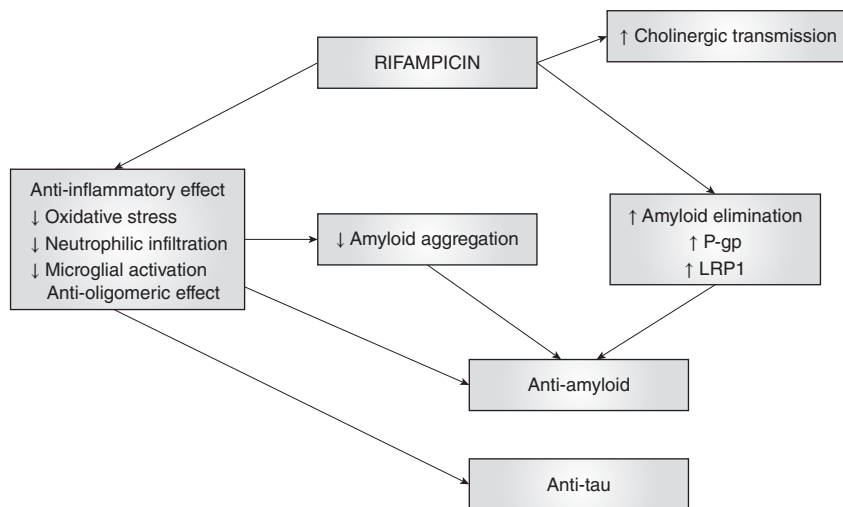 ↑ Cholinergic transmission
RIFAMPICIN
Anti-inflammatory effect
↓ Oxidative stress
↓ Neutrophilic infiltration
↓ Microglial activation
Anti-oligomeric effect
↓ Amyloid aggregation
↑ Amyloid elimination
↑ P-gp
↑ LRP1
Anti-amyloid
Anti-tau